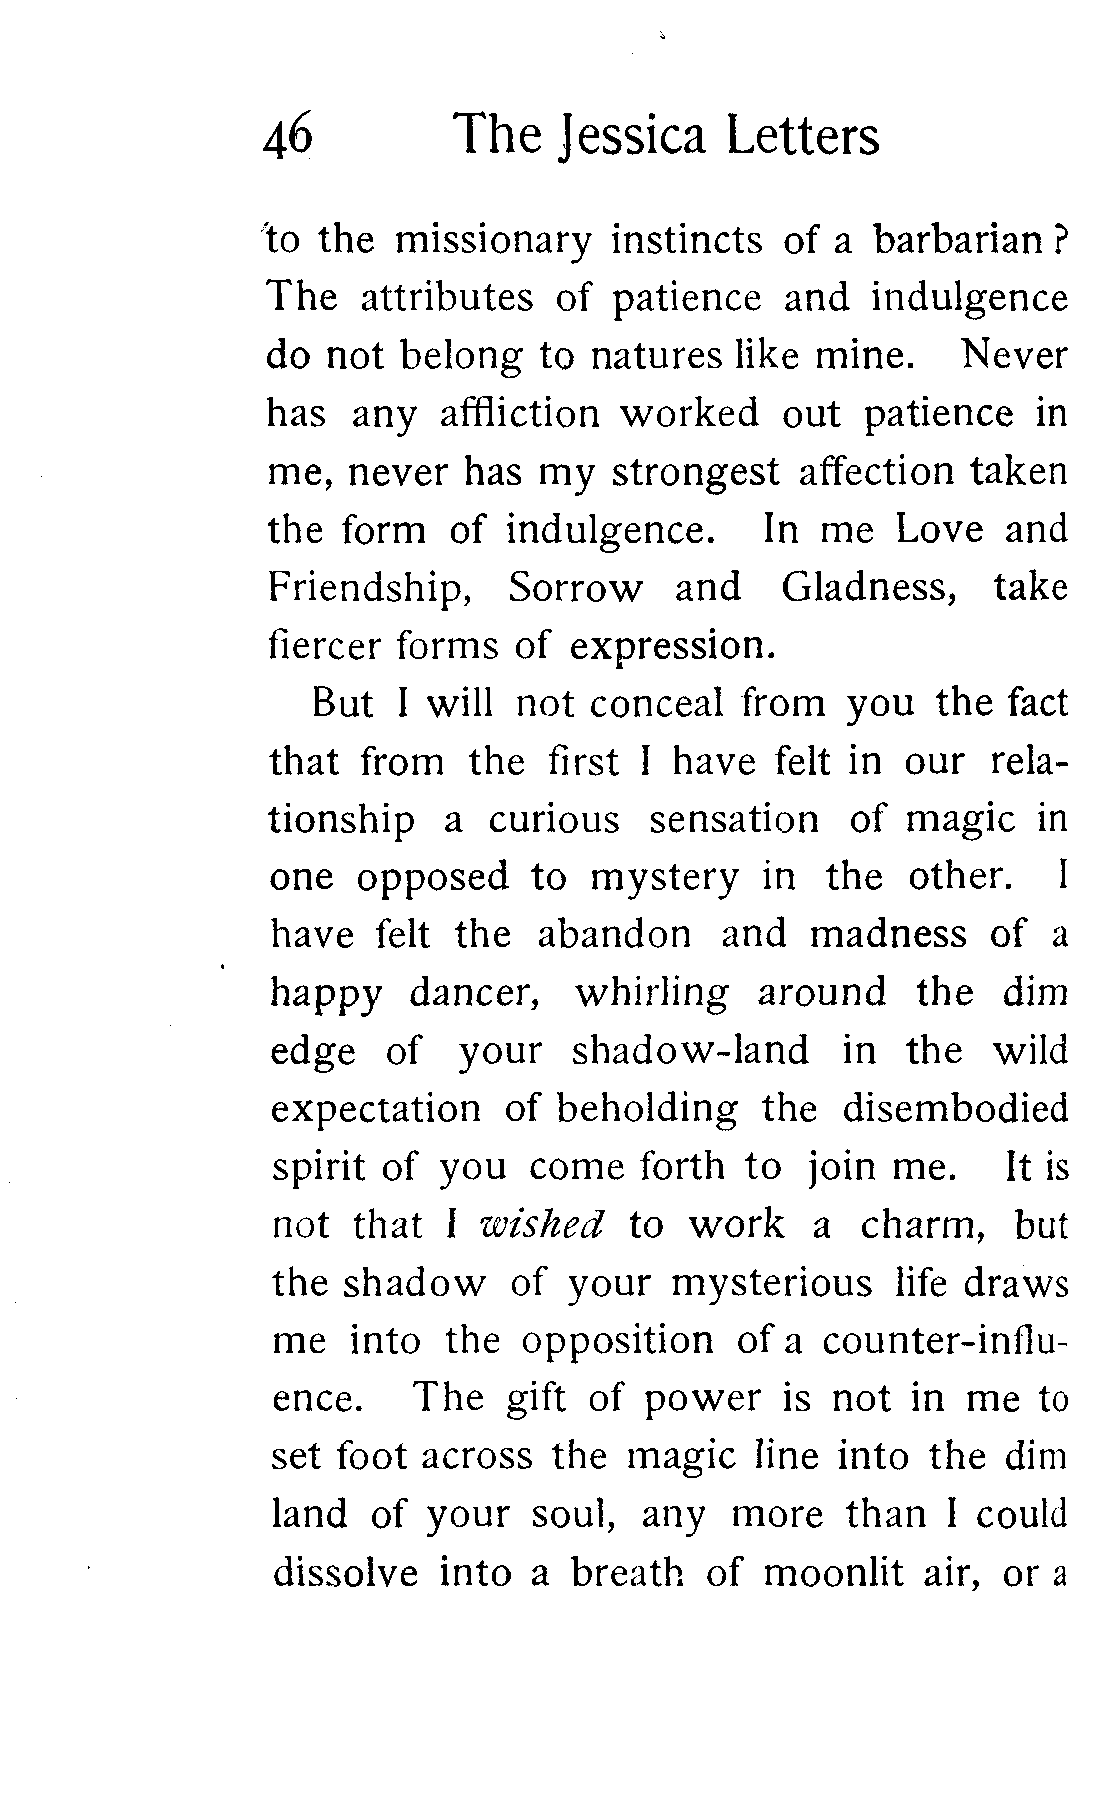 46 The Jessica Letters
to the missionary instincts of a barbarian?
The attributes of patience and indulgence
do not belong to natures like mine. Never
has any affliction worked out patience in
me, never has my strongest affection taken
the form of indulgence. In me Love and
Friendship, Sorrow and Gladness, take
fiercer forms of expression.
But I will not conceal from you the fact
that from the first I have felt in our rela-
tionship a curious sensation of magic in
one opposed to mystery in the other. I
have felt the abandon and madness of a
happy dancer, whirling around the dim
edge of your shadow-land in the wild
expectation of beholding the disembodied
spirit of you come forth to join me. It is
not that I wished to work a charm, but
the shadow of your mysterious life draws
me into the opposition of a counter-influ-
ence. The gift of power is not in me to
set foot across the magic line into the dim
land of your soul, any more than I could
dissolve into a breath of moonlit air, or a